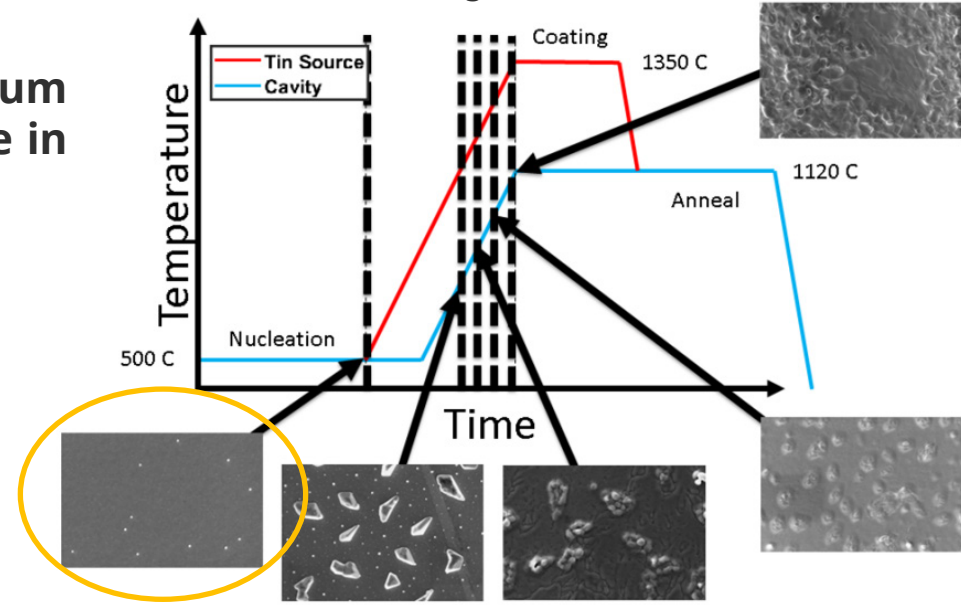 um
e in
Tin Source
Cavity
Coating
1350 C
1120 C
Anneal
Temperature
Nucleation
500 C
Time